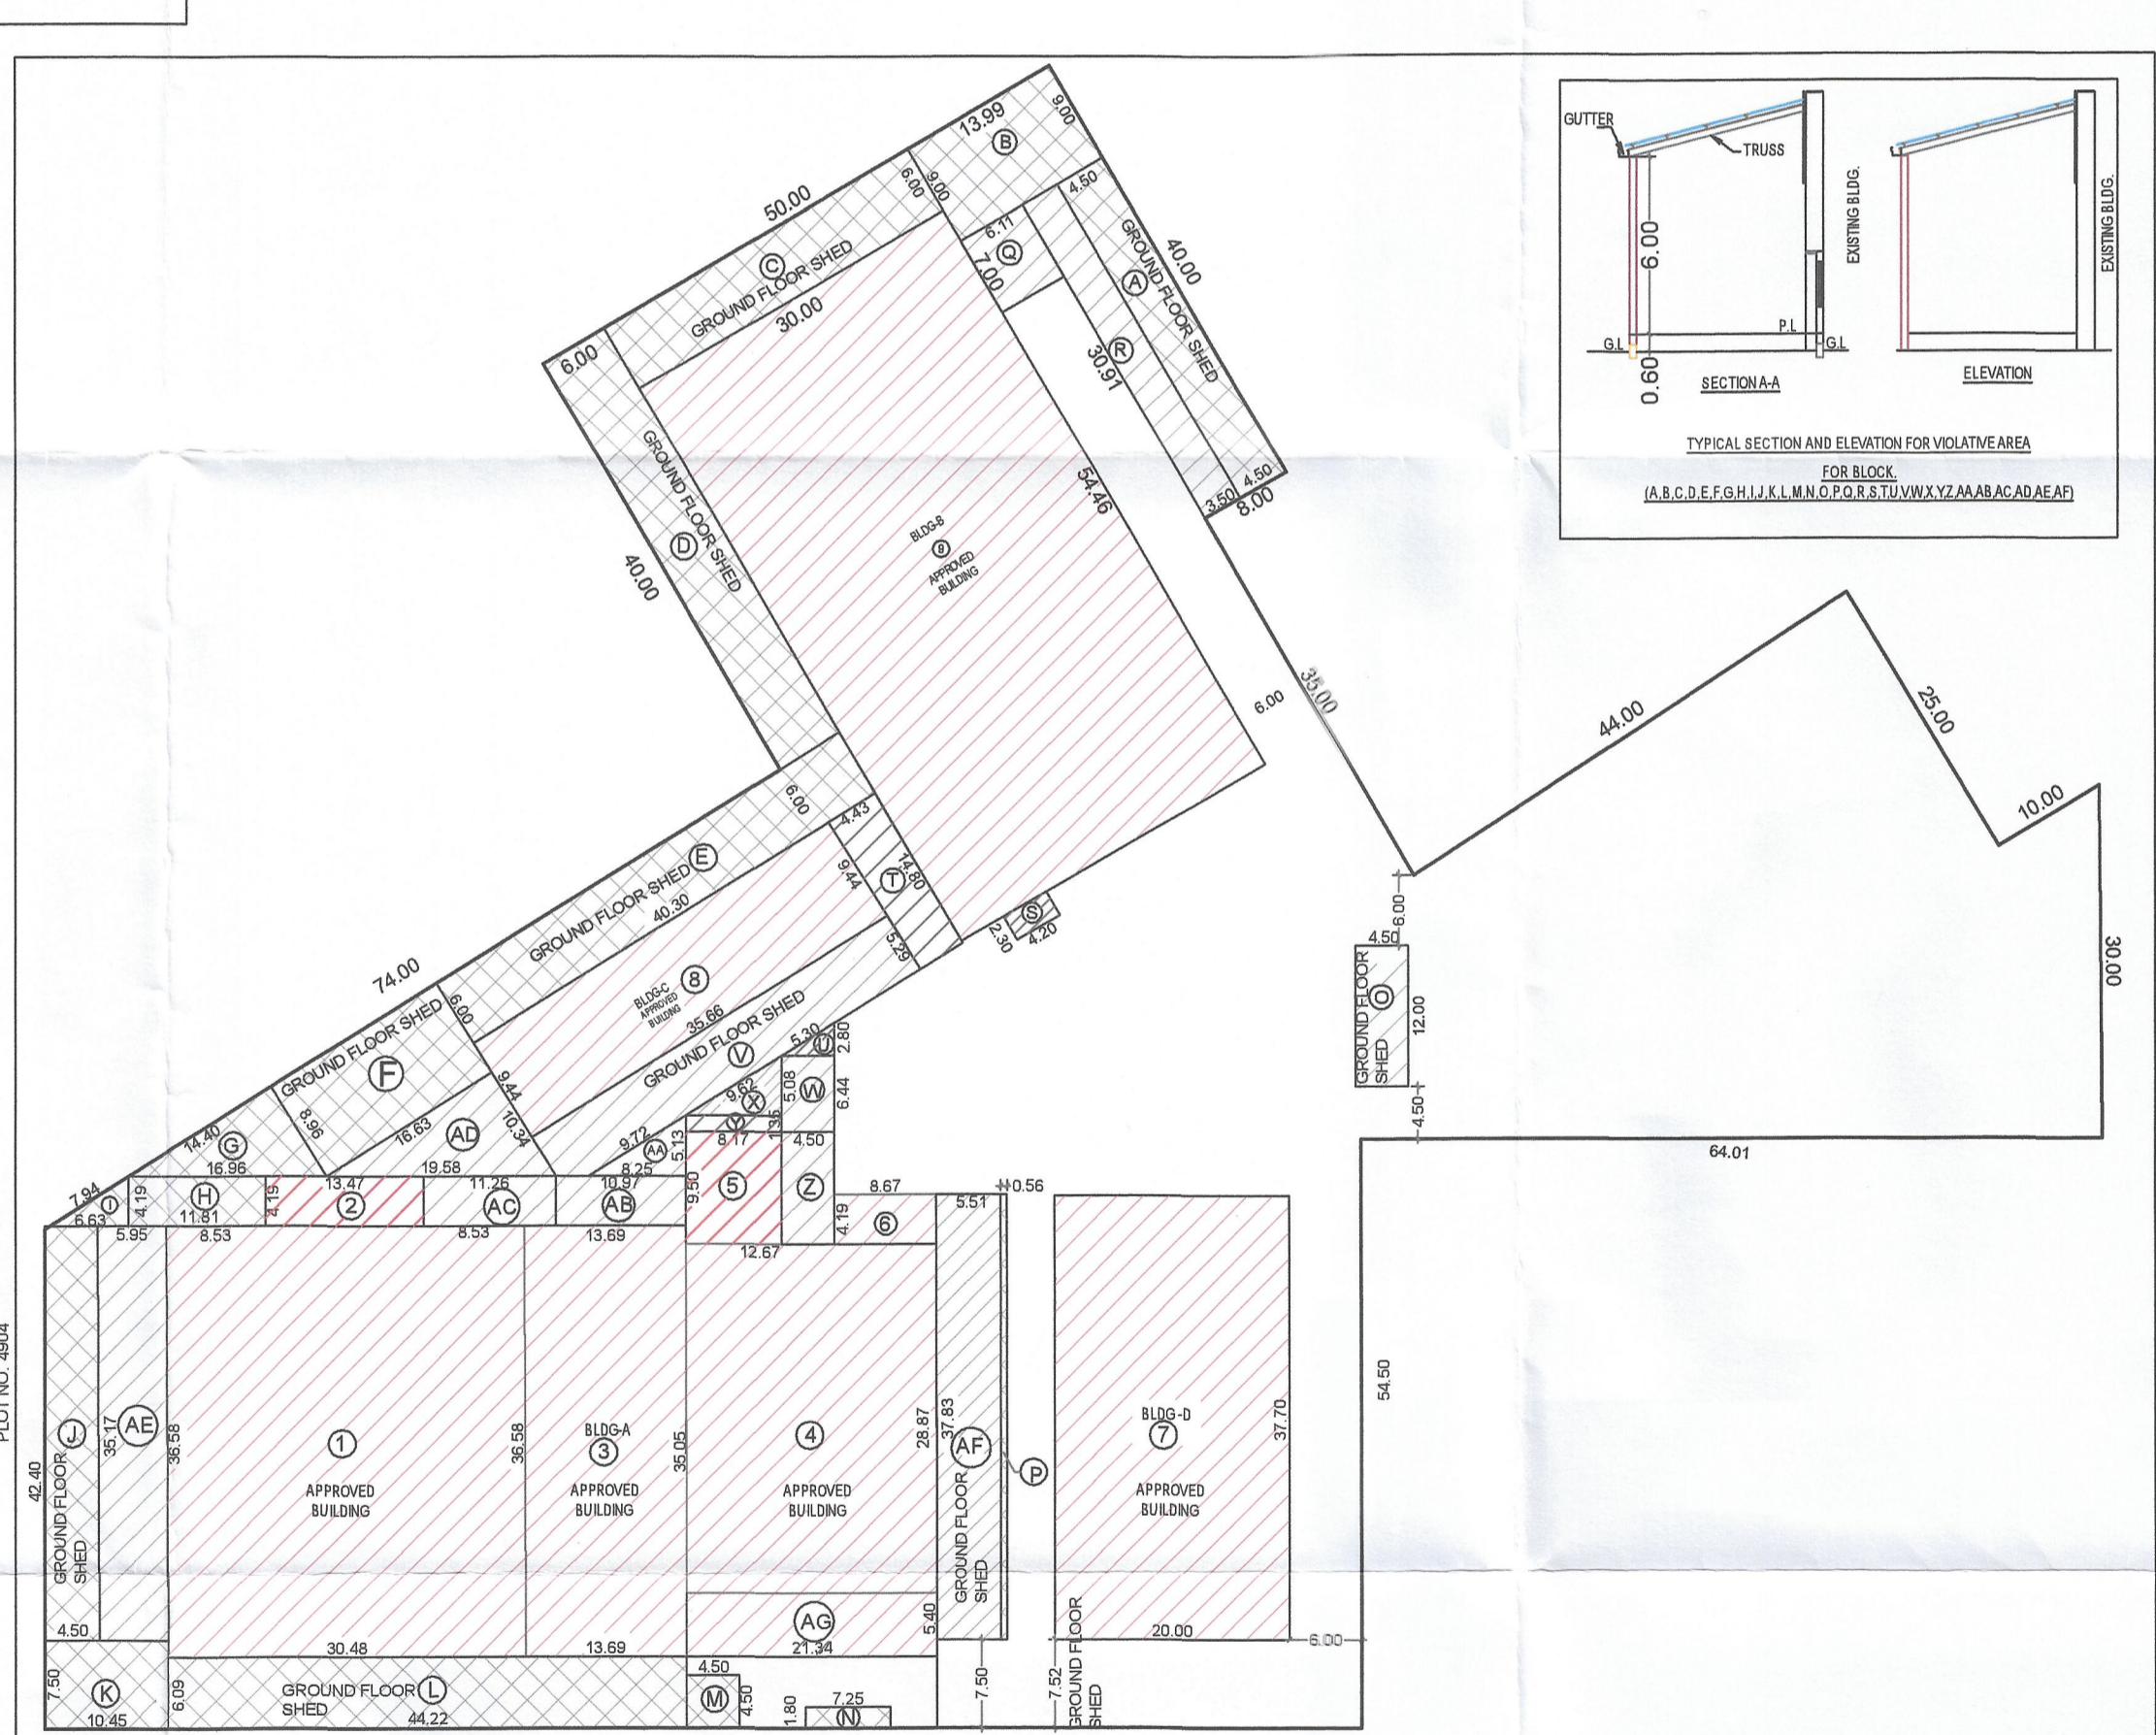 13.99
9.00
B
50.00
6.00
9.00
4.50
6.11
Q
7.00
C
GROUND FLOOR SHED
30.00
GROUND FLOOR SHED
A
40.00
R
30.91
3.50
4.50
8.00
6.00
GROUND FLOOR SHED
D
40.00
54.46
BLDG-B
9
APPROVED
BUILDING
6.00
35.00
GUTTER
TRUSS
6.00
0.60
G.L
P.L
G.L
EXISTING BLDG.
EXISTING BLDG.
SECTION A-A
ELEVATION
TYPICAL SECTION AND ELEVATION FOR VIOLATIVE AREA
FOR BLOCK.
(A,B,C,D,E,F,G,H,I,J,K,L,M,N,O,P,Q,R,S,T,U,V,W,X,Y,Z,AA,AB,AC,AD,AE,AF)
44.00
25.00
10.00
30.00
64.01
6.00
4.50
GROUND FLOOR
SHED
O
12.00
4.50
6.00
4.43
E
GROUND FLOOR SHED
40.30
9.44
T
14.80
5.29
S
2.30
4.20
74.00
8
BLDG-C
APPROVED
BUILDING
35.66
6.00
GROUND FLOOR SHED
V
GROUND FLOOR SHED
F
9.44
10.34
5.30
U
2.80
9.62
X
5.08
W
6.44
Y
1.35
8.17
4.50
14.40
G
8.96
16.63
AD
9.72
AA
5.13
16.96
19.58
8.25
7.94
I
6.63
4.19
H
11.81
4.19
13.47
2
11.26
AC
10.97
AB
9.50
5
Z
8.67
4.19
6
5.51
0.56
5.95
8.53
8.53
13.69
12.67
PLOT NO. 4904
42.40
J
GROUND FLOOR
SHED
35.17
AE
36.58
1
APPROVED
BUILDING
36.58
BLDG-A
3
APPROVED
BUILDING
35.05
4
APPROVED
BUILDING
28.87
37.83
AF
GROUND FLOOR
SHED
P
BLDG-D
7
APPROVED
BUILDING
37.70
54.50
4.50
30.48
13.69
AG
21.34
5.40
20.00
6.00
7.50
K
10.45
6.09
GROUND FLOOR
SHED
L
44.22
4.50
M
4.50
1.80
7.25
N
7.50
7.52
GROUND FLOOR
SHED